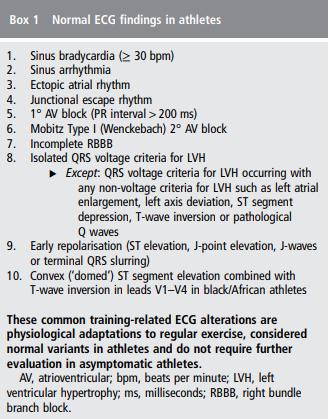 Box 1 Normal ECG findings in athletes
1. Sinus bradycardia (≥ 30 bpm)
2. Sinus arrhythmia
3. Ectopic atrial rhythm
4. Junctional escape rhythm
5. 1° AV block (PR interval > 200 ms)
6. Mobitz Type I (Wenckebach) 2° AV block
7. Incomplete RBBB
8. Isolated QRS voltage criteria for LVH
▶ Except: QRS voltage criteria for LVH occurring with
any non-voltage criteria for LVH such as left atrial
enlargement, left axis deviation, ST segment
depression, T-wave inversion or pathological
Q waves
9. Early repolarisation (ST elevation, J-point elevation, J-waves
or terminal QRS slurring)
10. Convex (‘domed’) ST segment elevation combined with
T-wave inversion in leads V1–V4 in black/African athletes
These common training-related ECG alterations are
physiological adaptations to regular exercise, considered
normal variants in athletes and do not require further
evaluation in asymptomatic athletes.
AV, atrioventricular; bpm, beats per minute; LVH, left
ventricular hypertrophy; ms, milliseconds; RBBB, right bundle
branch block.